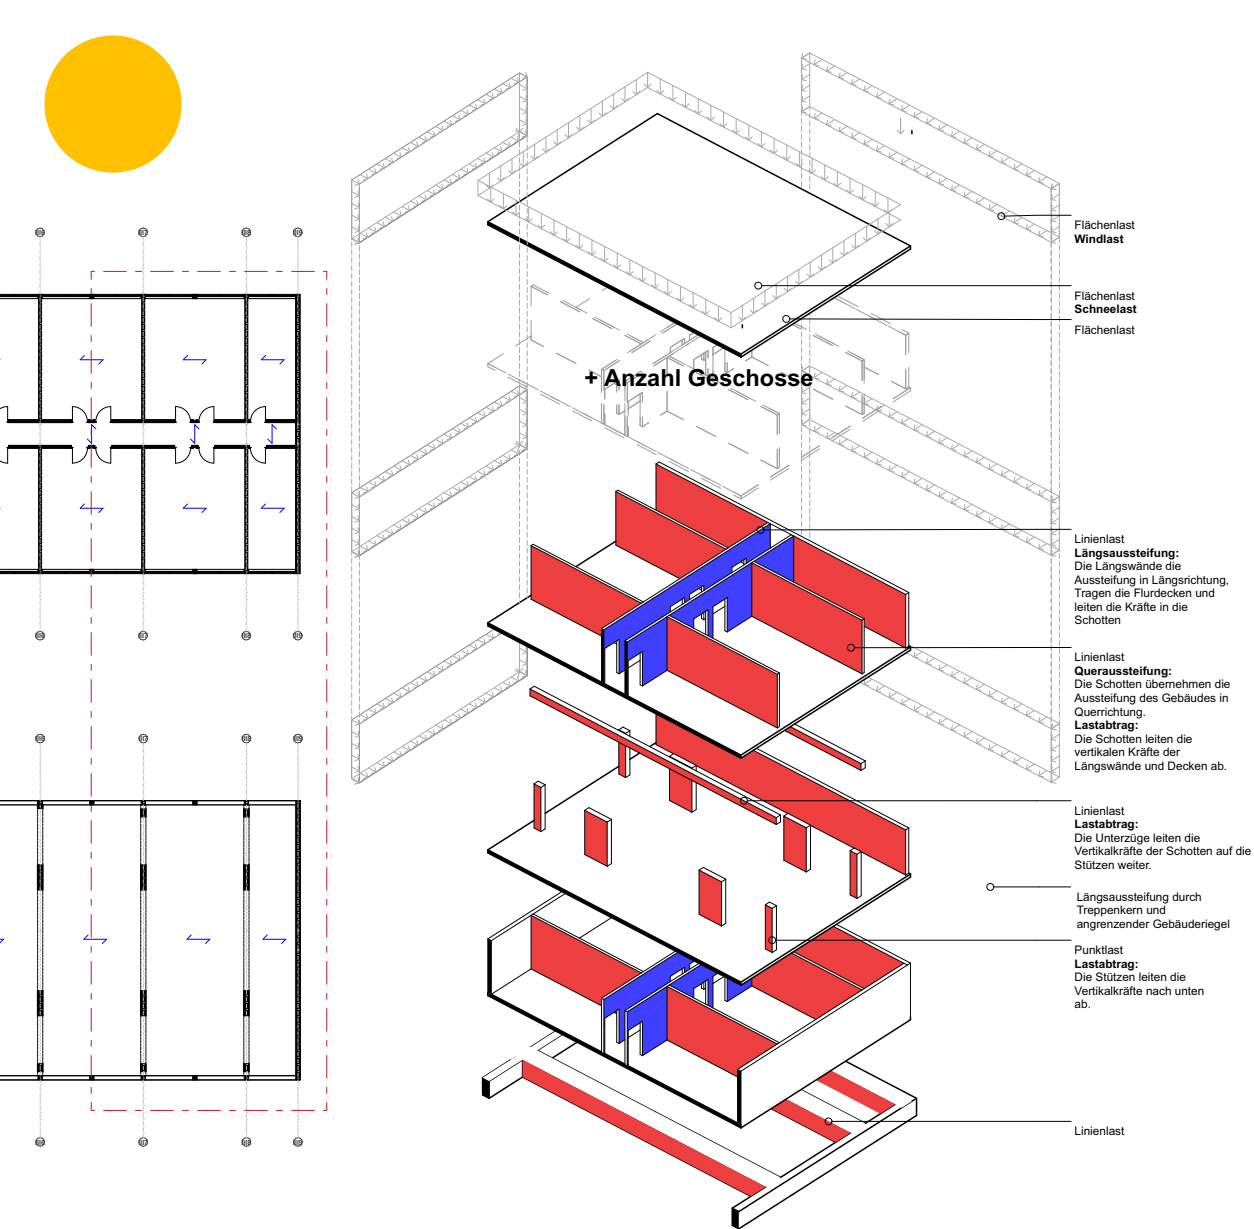 Flächenlast
Windlast
Flächenlast
Schneelast
Flächenlast
+ Anzahl Geschosse
Linienlast
Längsaussteifung:
Die Längswände die
Aussteifung in Längsrichtung,
Tragen die Flurdecken und
leiten die Kräfte in die
Schotten
Linienlast
Queraussteifung:
Die Schotten übernehmen die
Aussteifung des Gebäudes in
Querrichtung.
Lastabtrag:
Die Schotten leiten die
vertikalen Kräfte der
Längswände und Decken ab.
Linienlast
Lastabtrag:
Die Unterzüge leiten die
Vertikalkräfte der Schotten auf die
Stützen weiter.
Längsaussteifung durch
Treppenkern und
angrenzender Gebäuderiegel
Punktlast
Lastabtrag:
Die Stützen leiten die
Vertikalkräfte nach unten
ab.
Linienlast